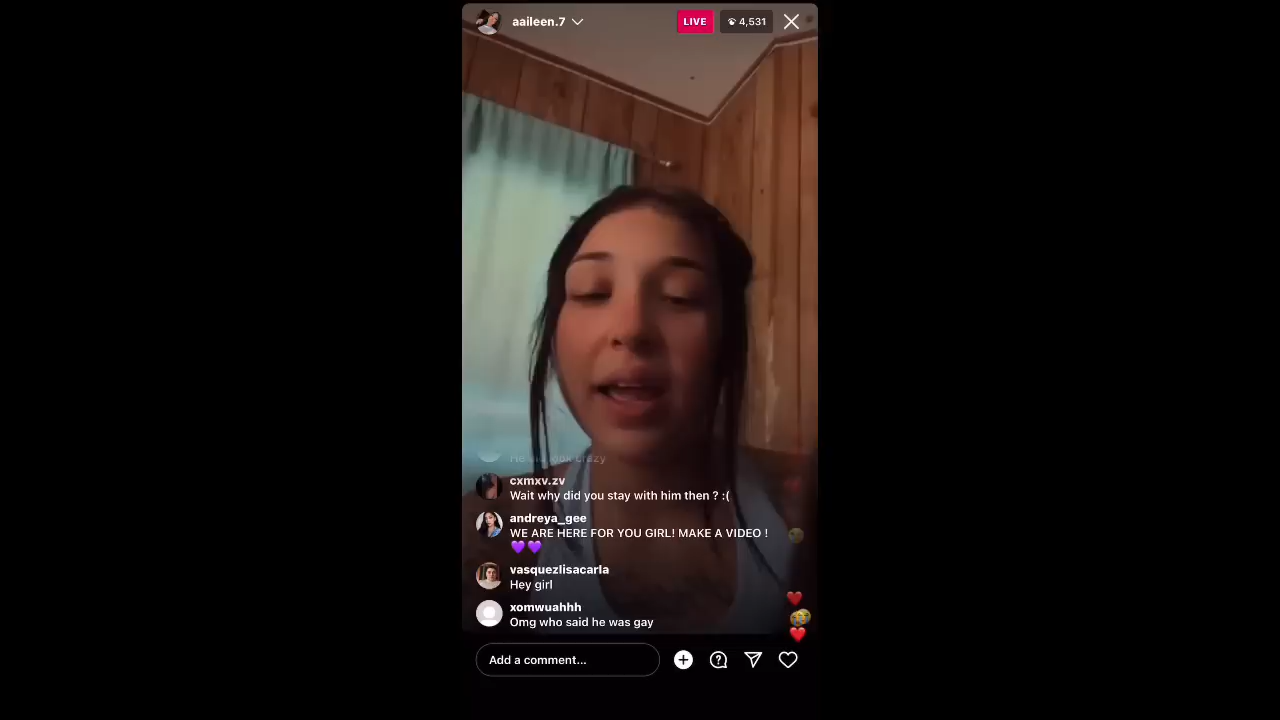 aaileen.7
LIVE
4,531
cxmxv.zv
Wait why did you stay with him then ? :(
andreya_gee
WE ARE HERE FOR YOU GIRL! MAKE A VIDEO !
💜💜
vasquezlisacarla
Hey girl
xomwuahhh
Omg who said he was gay
Add a comment...